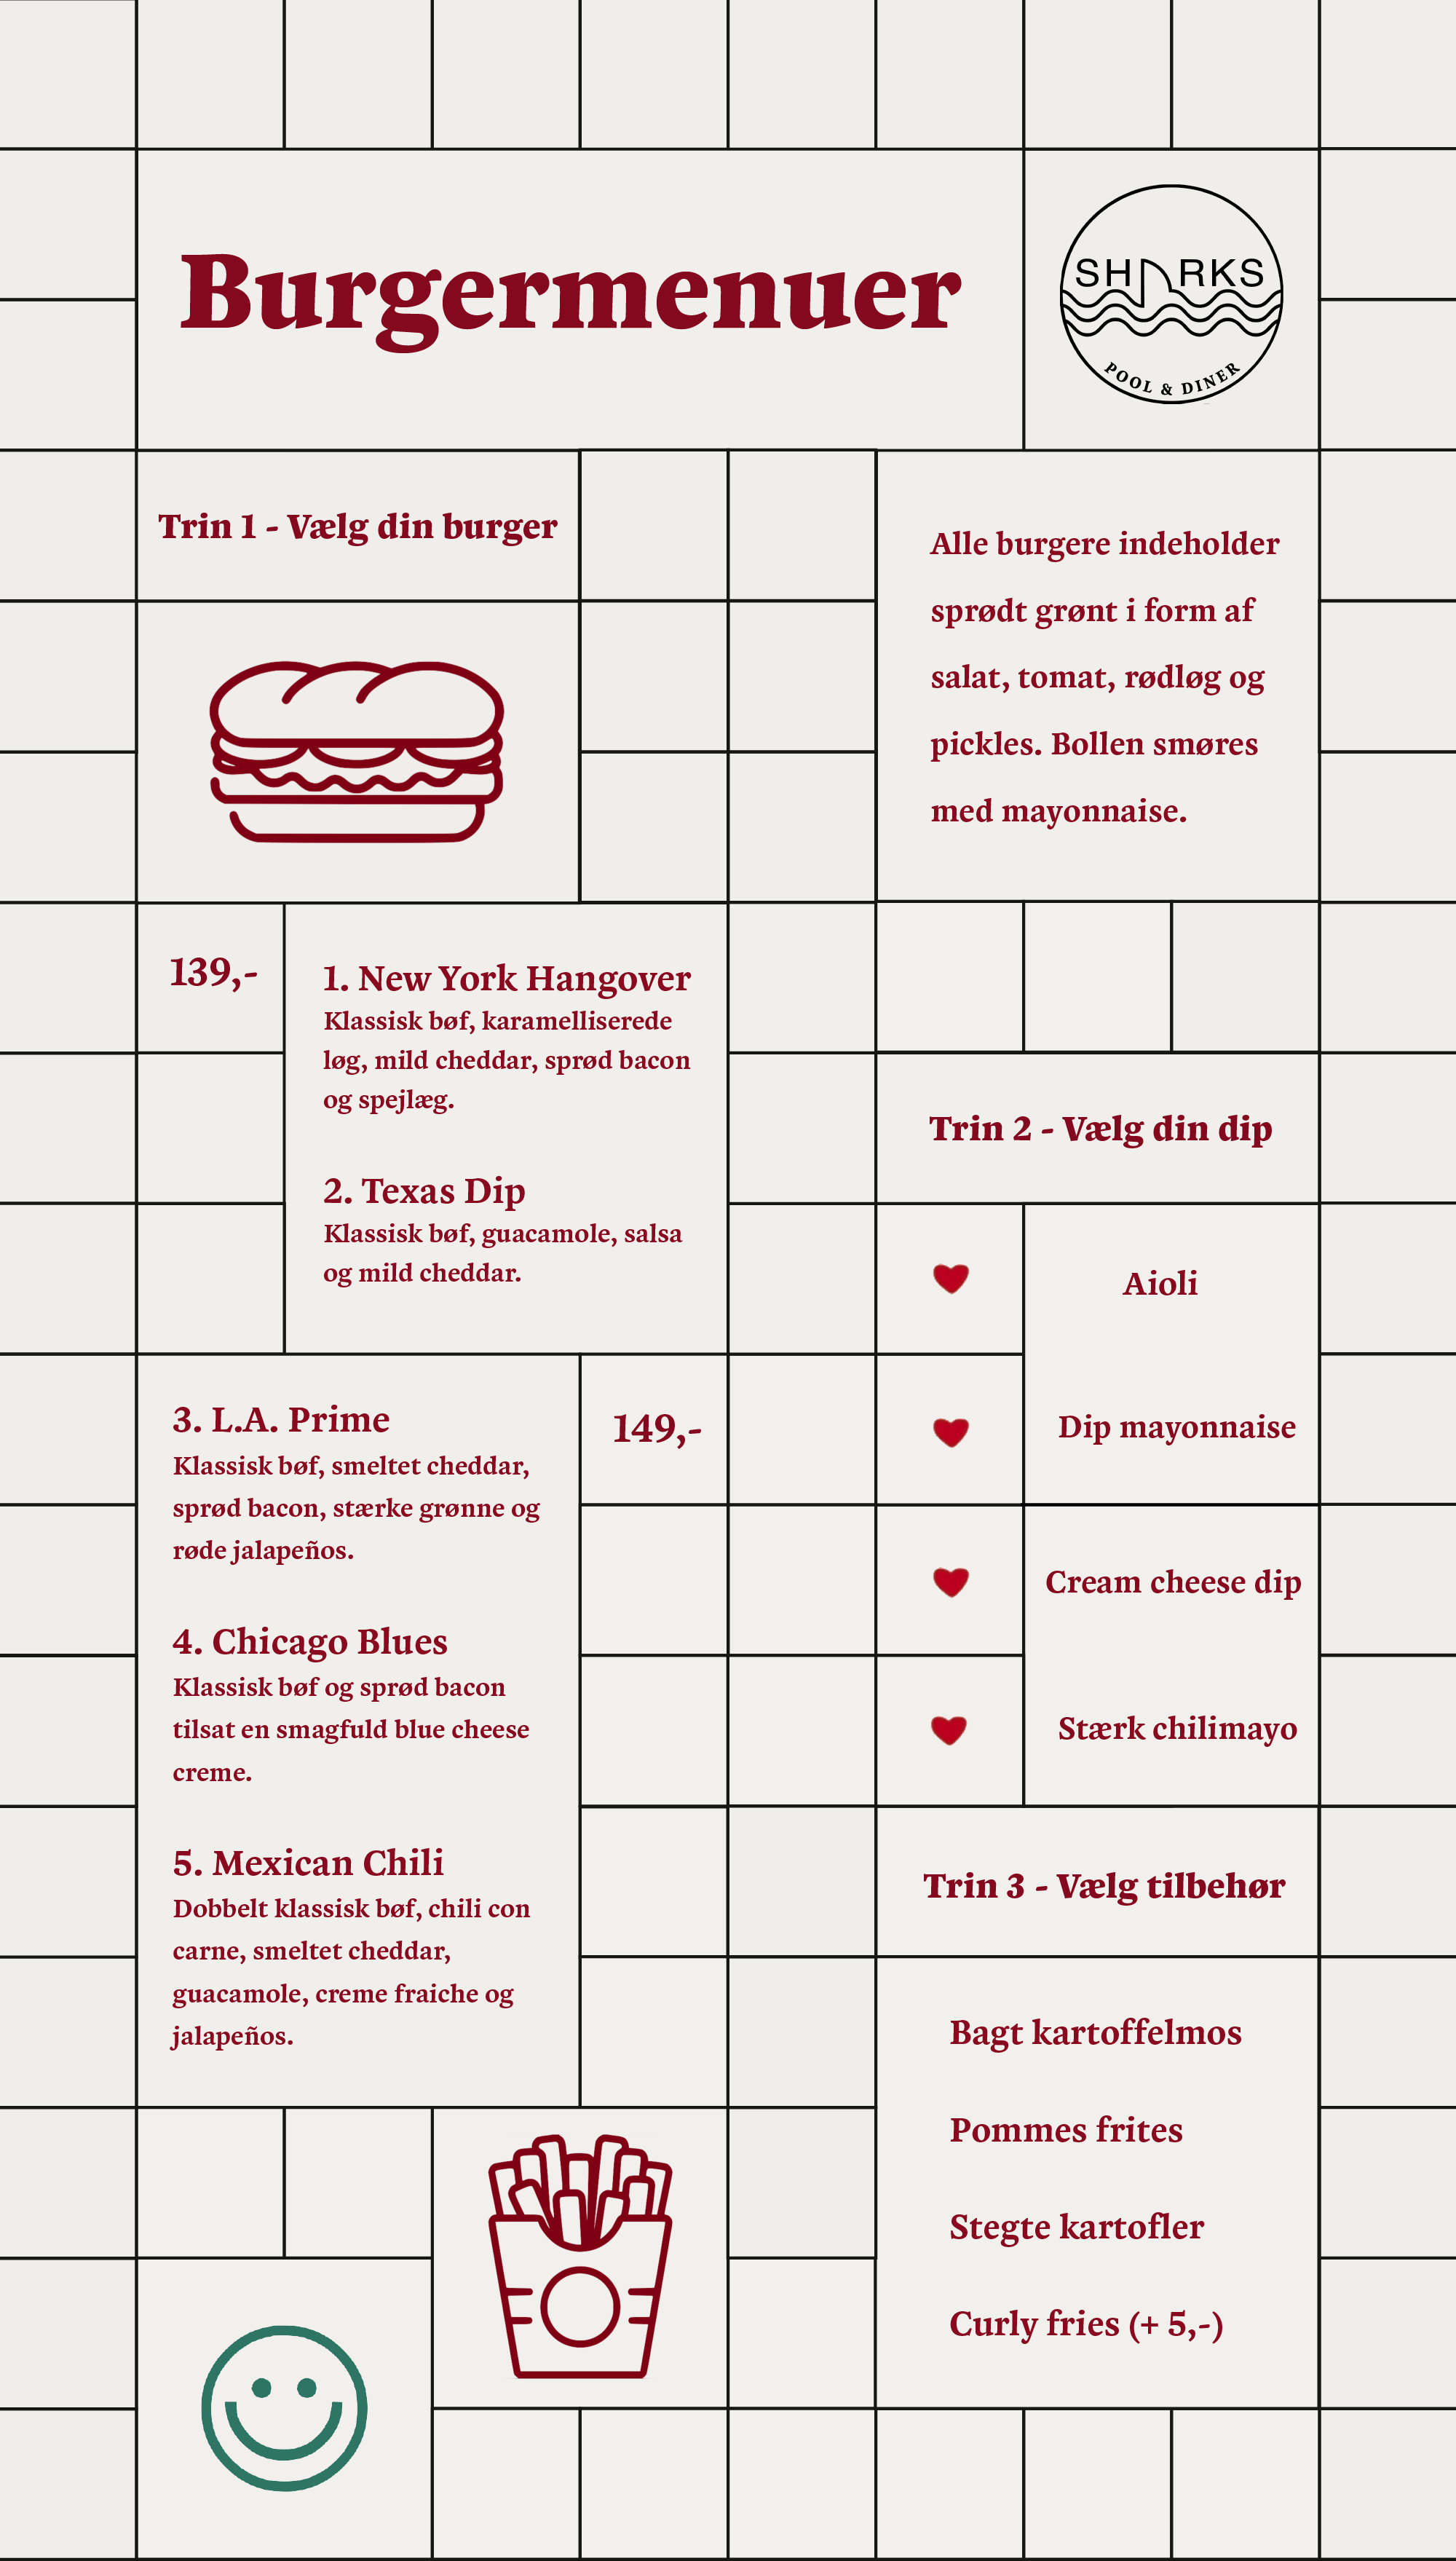 Burgermenuer
SHARKS
POOL & DINER
Trin 1 - Vælg din burger
Alle burgere indeholder
sprødt grønt i form af
salat, tomat, rødløg og
pickles. Bollen smøres
med mayonnaise.
139,-
1. New York Hangover
Klassisk bøf, karamelliserede
løg, mild cheddar, sprød bacon
og spejlæg.
2. Texas Dip
Klassisk bøf, guacamole, salsa
og mild cheddar.
149,-
3. L.A. Prime
Klassisk bøf, smeltet cheddar,
sprød bacon, stærke grønne og
røde jalapeños.
4. Chicago Blues
Klassisk bøf og sprød bacon
tilsat en smagfuld blue cheese
creme.
5. Mexican Chili
Dobbelt klassisk bøf, chili con
carne, smeltet cheddar,
guacamole, creme fraiche og
jalapeños.
Trin 2 - Vælg din dip
Aioli
Dip mayonnaise
Cream cheese dip
Stærk chilimayo
Trin 3 - Vælg tilbehør
Bagt kartoffelmos
Pommes frites
Stegte kartofler
Curly fries (+ 5,-)